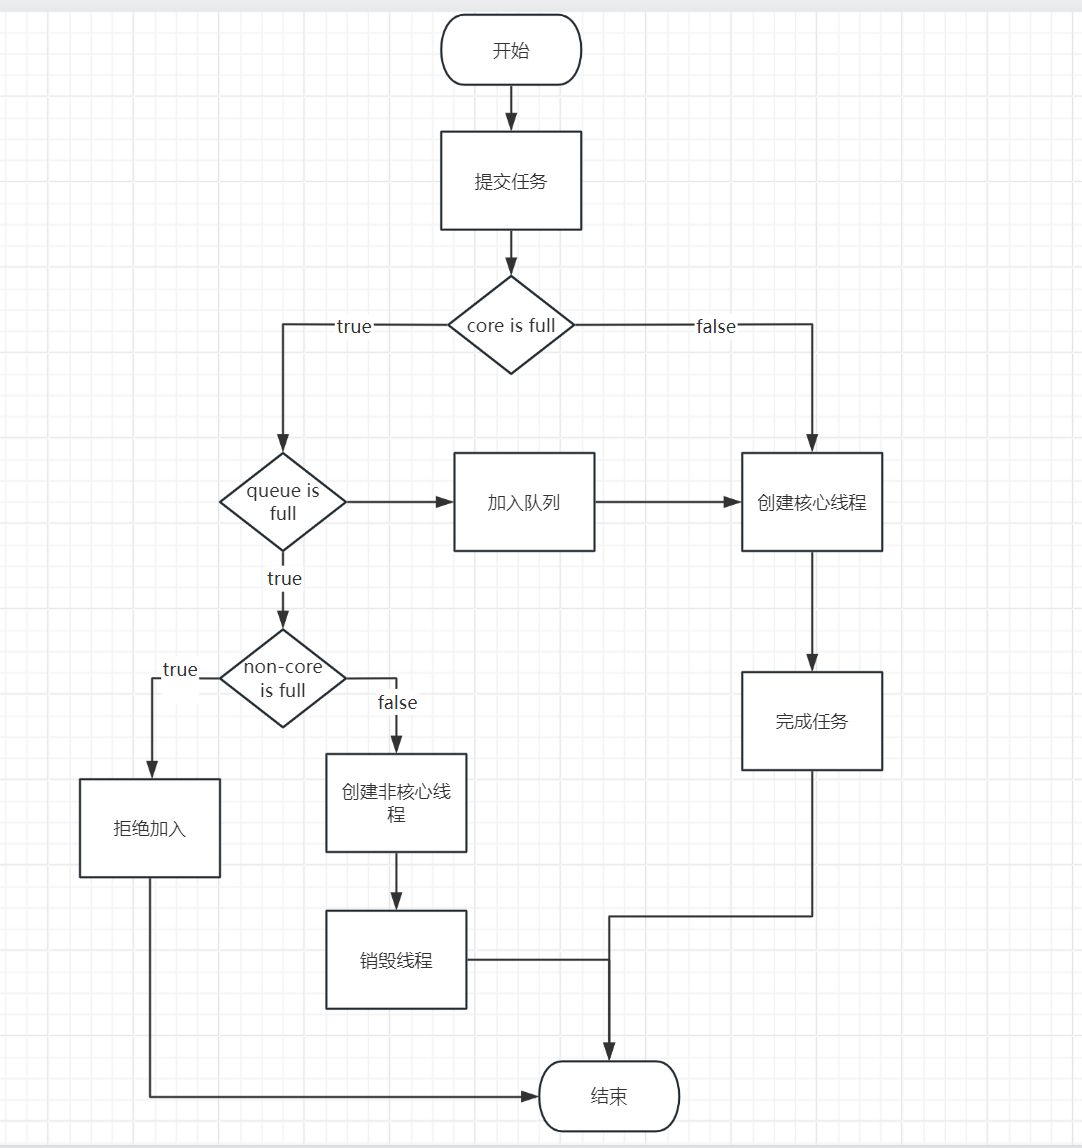 开始
提交任务
core is full
true
false
queue is
full
加入队列
创建核心线程
true
non-core
is full
true
false
完成任务
创建非核心线
程
拒绝加入
销毁线程
结束